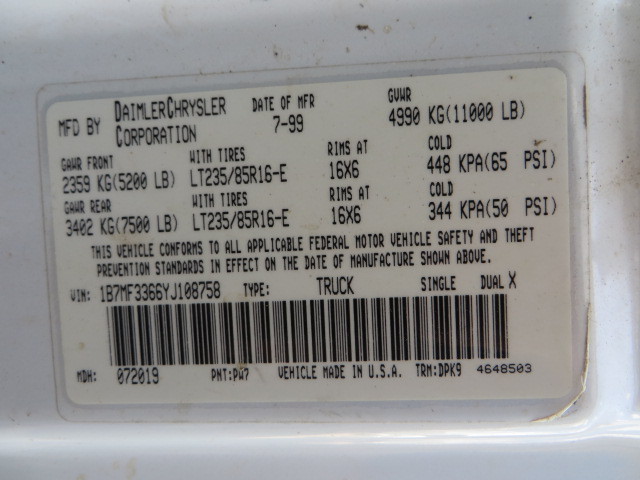 MFD BY DAIMLERCHRYSLER CORPORATION DATE OF MFR 7-99 GVWR 4990 KG(11000 LB)
GAWR FRONT WITH TIRES RIMS AT COLD
2359 KG(5200 LB) LT235/85R16-E 16X6 448 KPA(65 PSI)
GAWR REAR WITH TIRES RIMS AT COLD
3402 KG(7500 LB) LT235/85R16-E 16X6 344 KPA(50 PSI)
THIS VEHICLE CONFORMS TO ALL APPLICABLE FEDERAL MOTOR VEHICLE SAFETY AND THEFT
PREVENTION STANDARDS IN EFFECT ON THE DATE OF MANUFACTURE SHOWN ABOVE.
VIN: 1B7MF3366YJ108758 TYPE: TRUCK SINGLE DUAL X
MDH: 072019 PNT:PW7 VEHICLE MADE IN U.S.A. TRM:DPK9 4648503